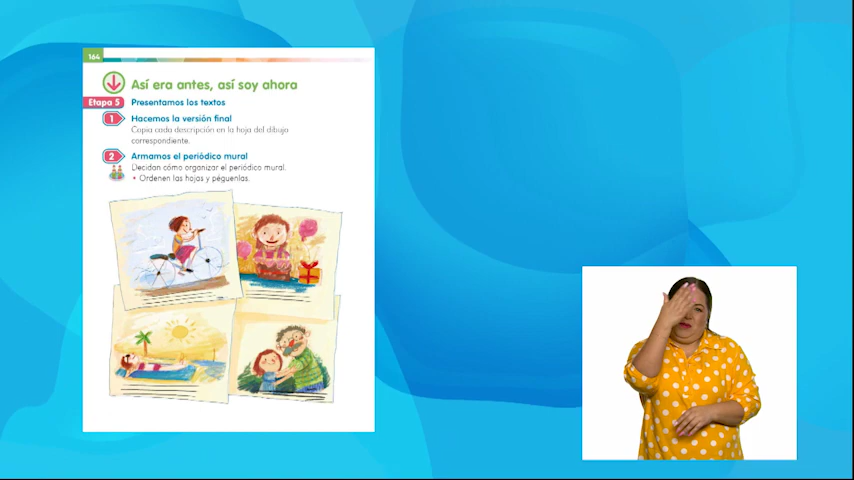 164
Así era antes, así soy ahora
Etapa 5 Presentamos los textos
1 Hacemos la versión final
Copia cada descripción en la hoja del dibujo
correspondiente.
2 Armamos el periódico mural
Decidan cómo organizar el periódico mural.
• Ordenen las hojas y péguenlas.